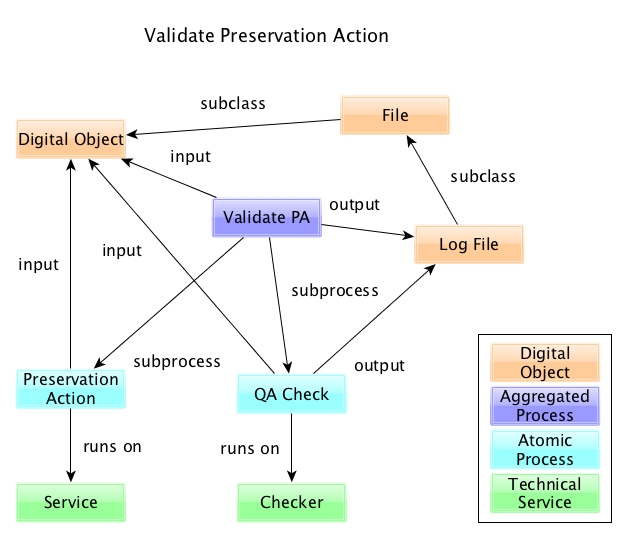 Validate Preservation Action
subclass
File
Digital Object
input
subclass
Validate PA
output
Log File
input
input
subprocess
subprocess
output
Preservation
Action
QA Check
runs on
runs on
Service
Checker
Digital
Object
Aggregated
Process
Atomic
Process
Technical
Service